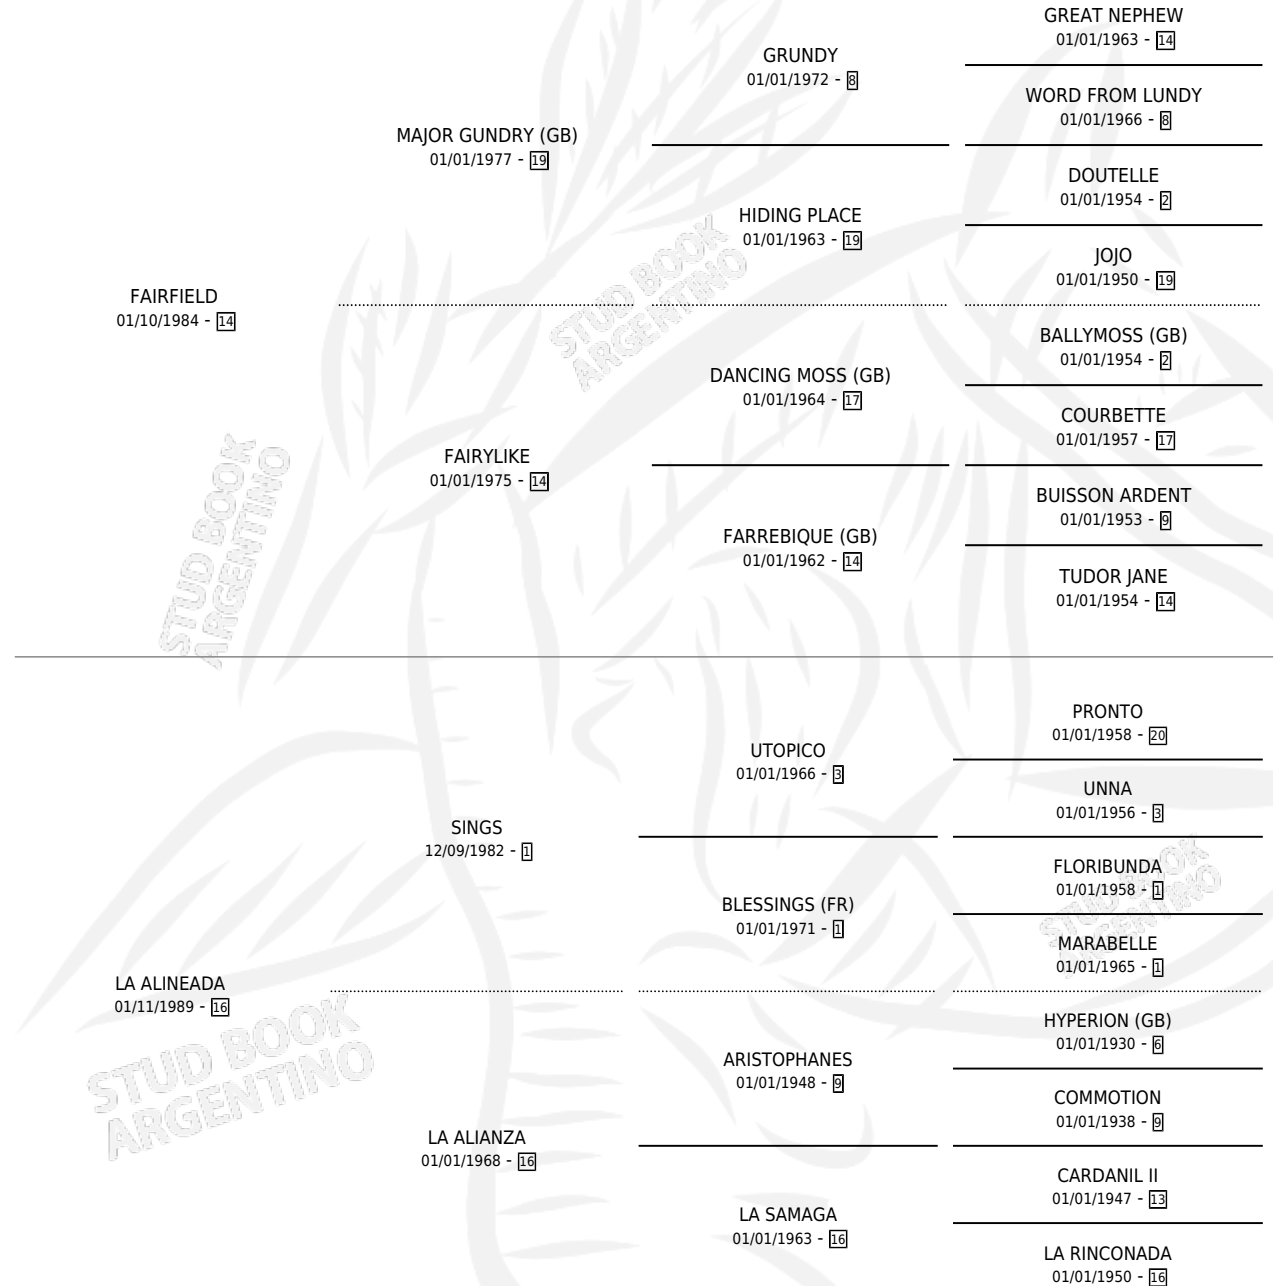 GREAT NEPHEW
01/01/1963 - 14
GRUNDY
01/01/1972 - 8
WORD FROM LUNDY
01/01/1966 - 8
MAJOR GUNDRY (GB)
01/01/1977 - 19
DOUTELLE
01/01/1954 - 2
HIDING PLACE
01/01/1963 - 19
JOJO
01/01/1950 - 19
FAIRFIELD
01/10/1984 - 14
BALLYMOSS (GB)
01/01/1954 - 2
DANCING MOSS (GB)
01/01/1964 - 17
COURBETTE
01/01/1957 - 17
FAIRYLIKE
01/01/1975 - 14
BUISSON ARDENT
01/01/1953 - 9
FARREBIQUE (GB)
01/01/1962 - 14
TUDOR JANE
01/01/1954 - 14
PRONTO
01/01/1958 - 20
UTOPICO
01/01/1966 - 3
UNNA
01/01/1956 - 3
SINGS
12/09/1982 - 1
FLORIBUNDA
01/01/1958 - 1
BLESSINGS (FR)
01/01/1971 - 1
MARABELLE
01/01/1965 - 1
LA ALINEADA
01/11/1989 - 16
HYPERION (GB)
01/01/1930 - 6
ARISTOPHANES
01/01/1948 - 9
COMMOTION
01/01/1938 - 9
LA ALIANZA
01/01/1968 - 16
CARDANIL II
01/01/1947 - 13
LA SAMAGA
01/01/1963 - 16
LA RINCONADA
01/01/1950 - 16
STUD BOOK
ARGENTINO
STUD BOOK
ARGENTINO
STUD BOOK
ARGENTINO
STUD BOOK
ARGENTINO